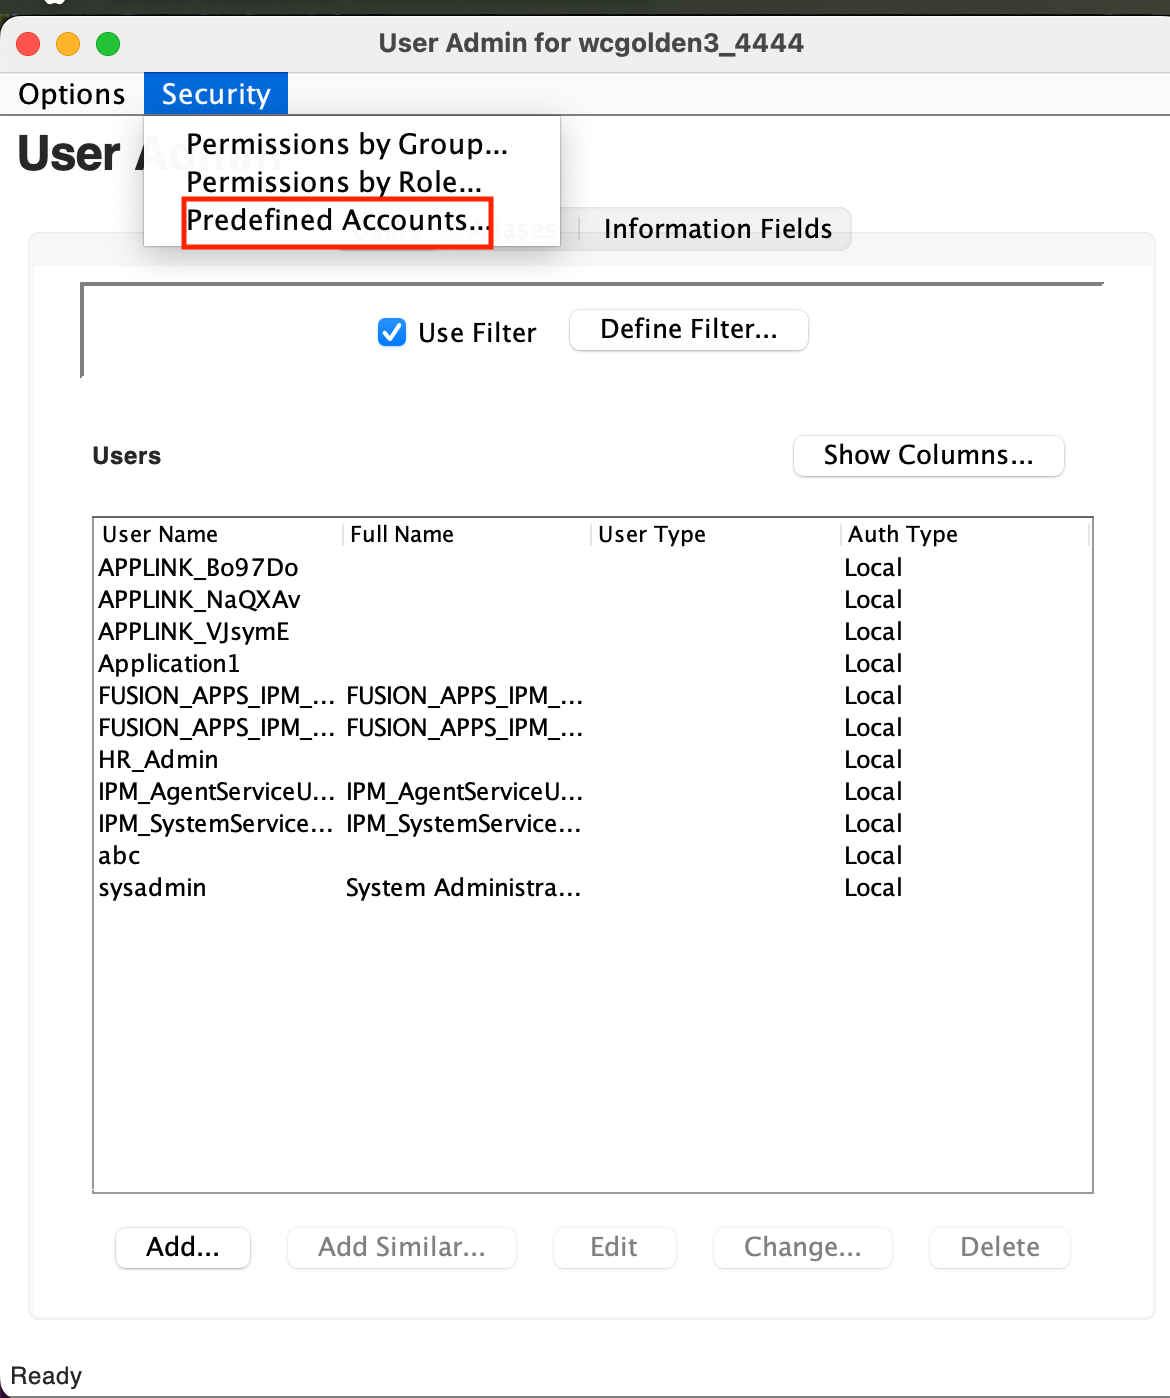 User Admin for wcgolden3_4444
Options Security
User Admin
Permissions by Group...
Permissions by Role...
Predefined Accounts...
Information Fields
Use Filter Define Filter...
Users Show Columns...
User Name Full Name User Type Auth Type
APPLINK_Bo97Do Local
APPLINK_NaQXAv Local
APPLINK_VJsymE Local
Application1 Local
FUSION_APPS_IPM_... FUSION_APPS_IPM_... Local
FUSION_APPS_IPM_... FUSION_APPS_IPM_... Local
HR_Admin Local
IPM_AgentServiceU... IPM_AgentServiceU... Local
IPM_SystemService... IPM_SystemService... Local
abc Local
sysadmin System Administra... Local
Add... Add Similar... Edit Change... Delete
Ready